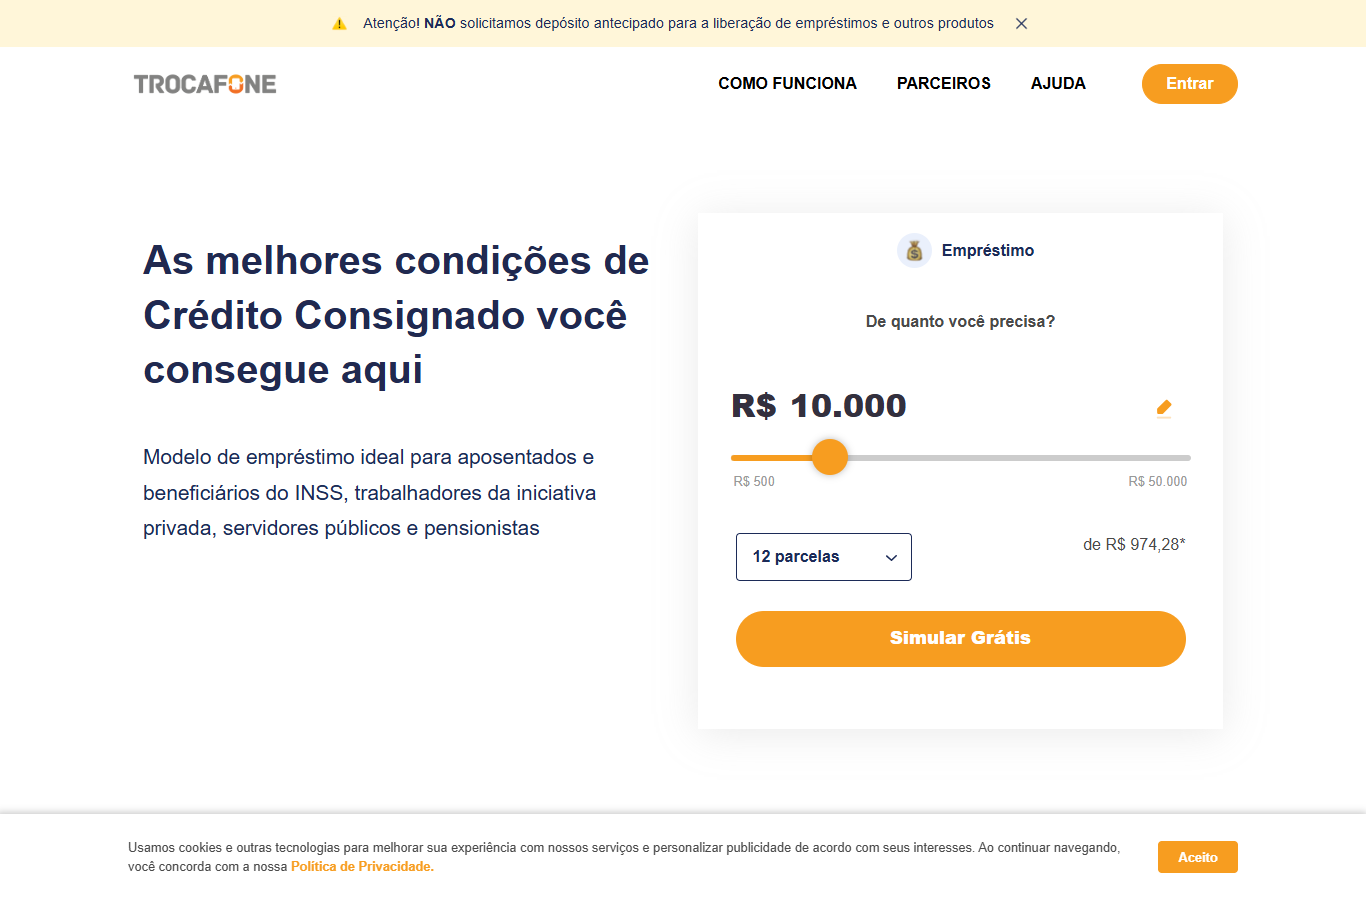 Atenção! NÃO solicitamos depósito antecipado para a liberação de empréstimos e outros produtos
TROCAFONE
COMO FUNCIONA
PARCEIROS
AJUDA
Entrar
As melhores condições de
Crédito Consignado você
consegue aqui
Modelo de empréstimo ideal para aposentados e
beneficiários do INSS, trabalhadores da iniciativa
privada, servidores públicos e pensionistas
Empréstimo
De quanto você precisa?
R$ 10.000
R$ 500
R$ 50.000
12 parcelas
de R$ 974,28*
Simular Grátis
Usamos cookies e outras tecnologias para melhorar sua experiência com nossos serviços e personalizar publicidade de acordo com seus interesses. Ao continuar navegando,
você concorda com a nossa Política de Privacidade.
Aceito